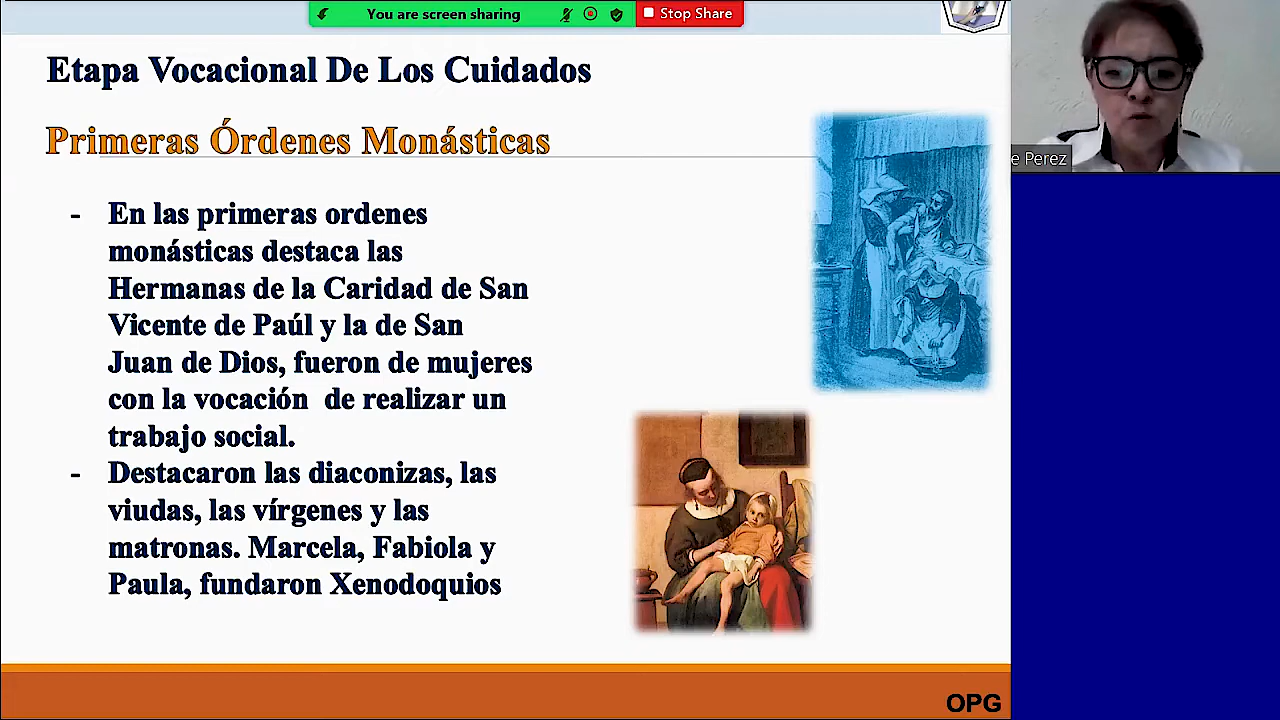 You are screen sharing
Stop Share
Etapa Vocacional De Los Cuidados
Primeras Órdenes Monásticas
e Perez
- En las primeras ordenes
monásticas destaca las
Hermanas de la Caridad de San
Vicente de Paúl y la de San
Juan de Dios, fueron de mujeres
con la vocación de realizar un
trabajo social.
- Destacaron las diaconizas, las
viudas, las vírgenes y las
matronas. Marcela, Fabiola y
Paula, fundaron Xenodoquios
OPG